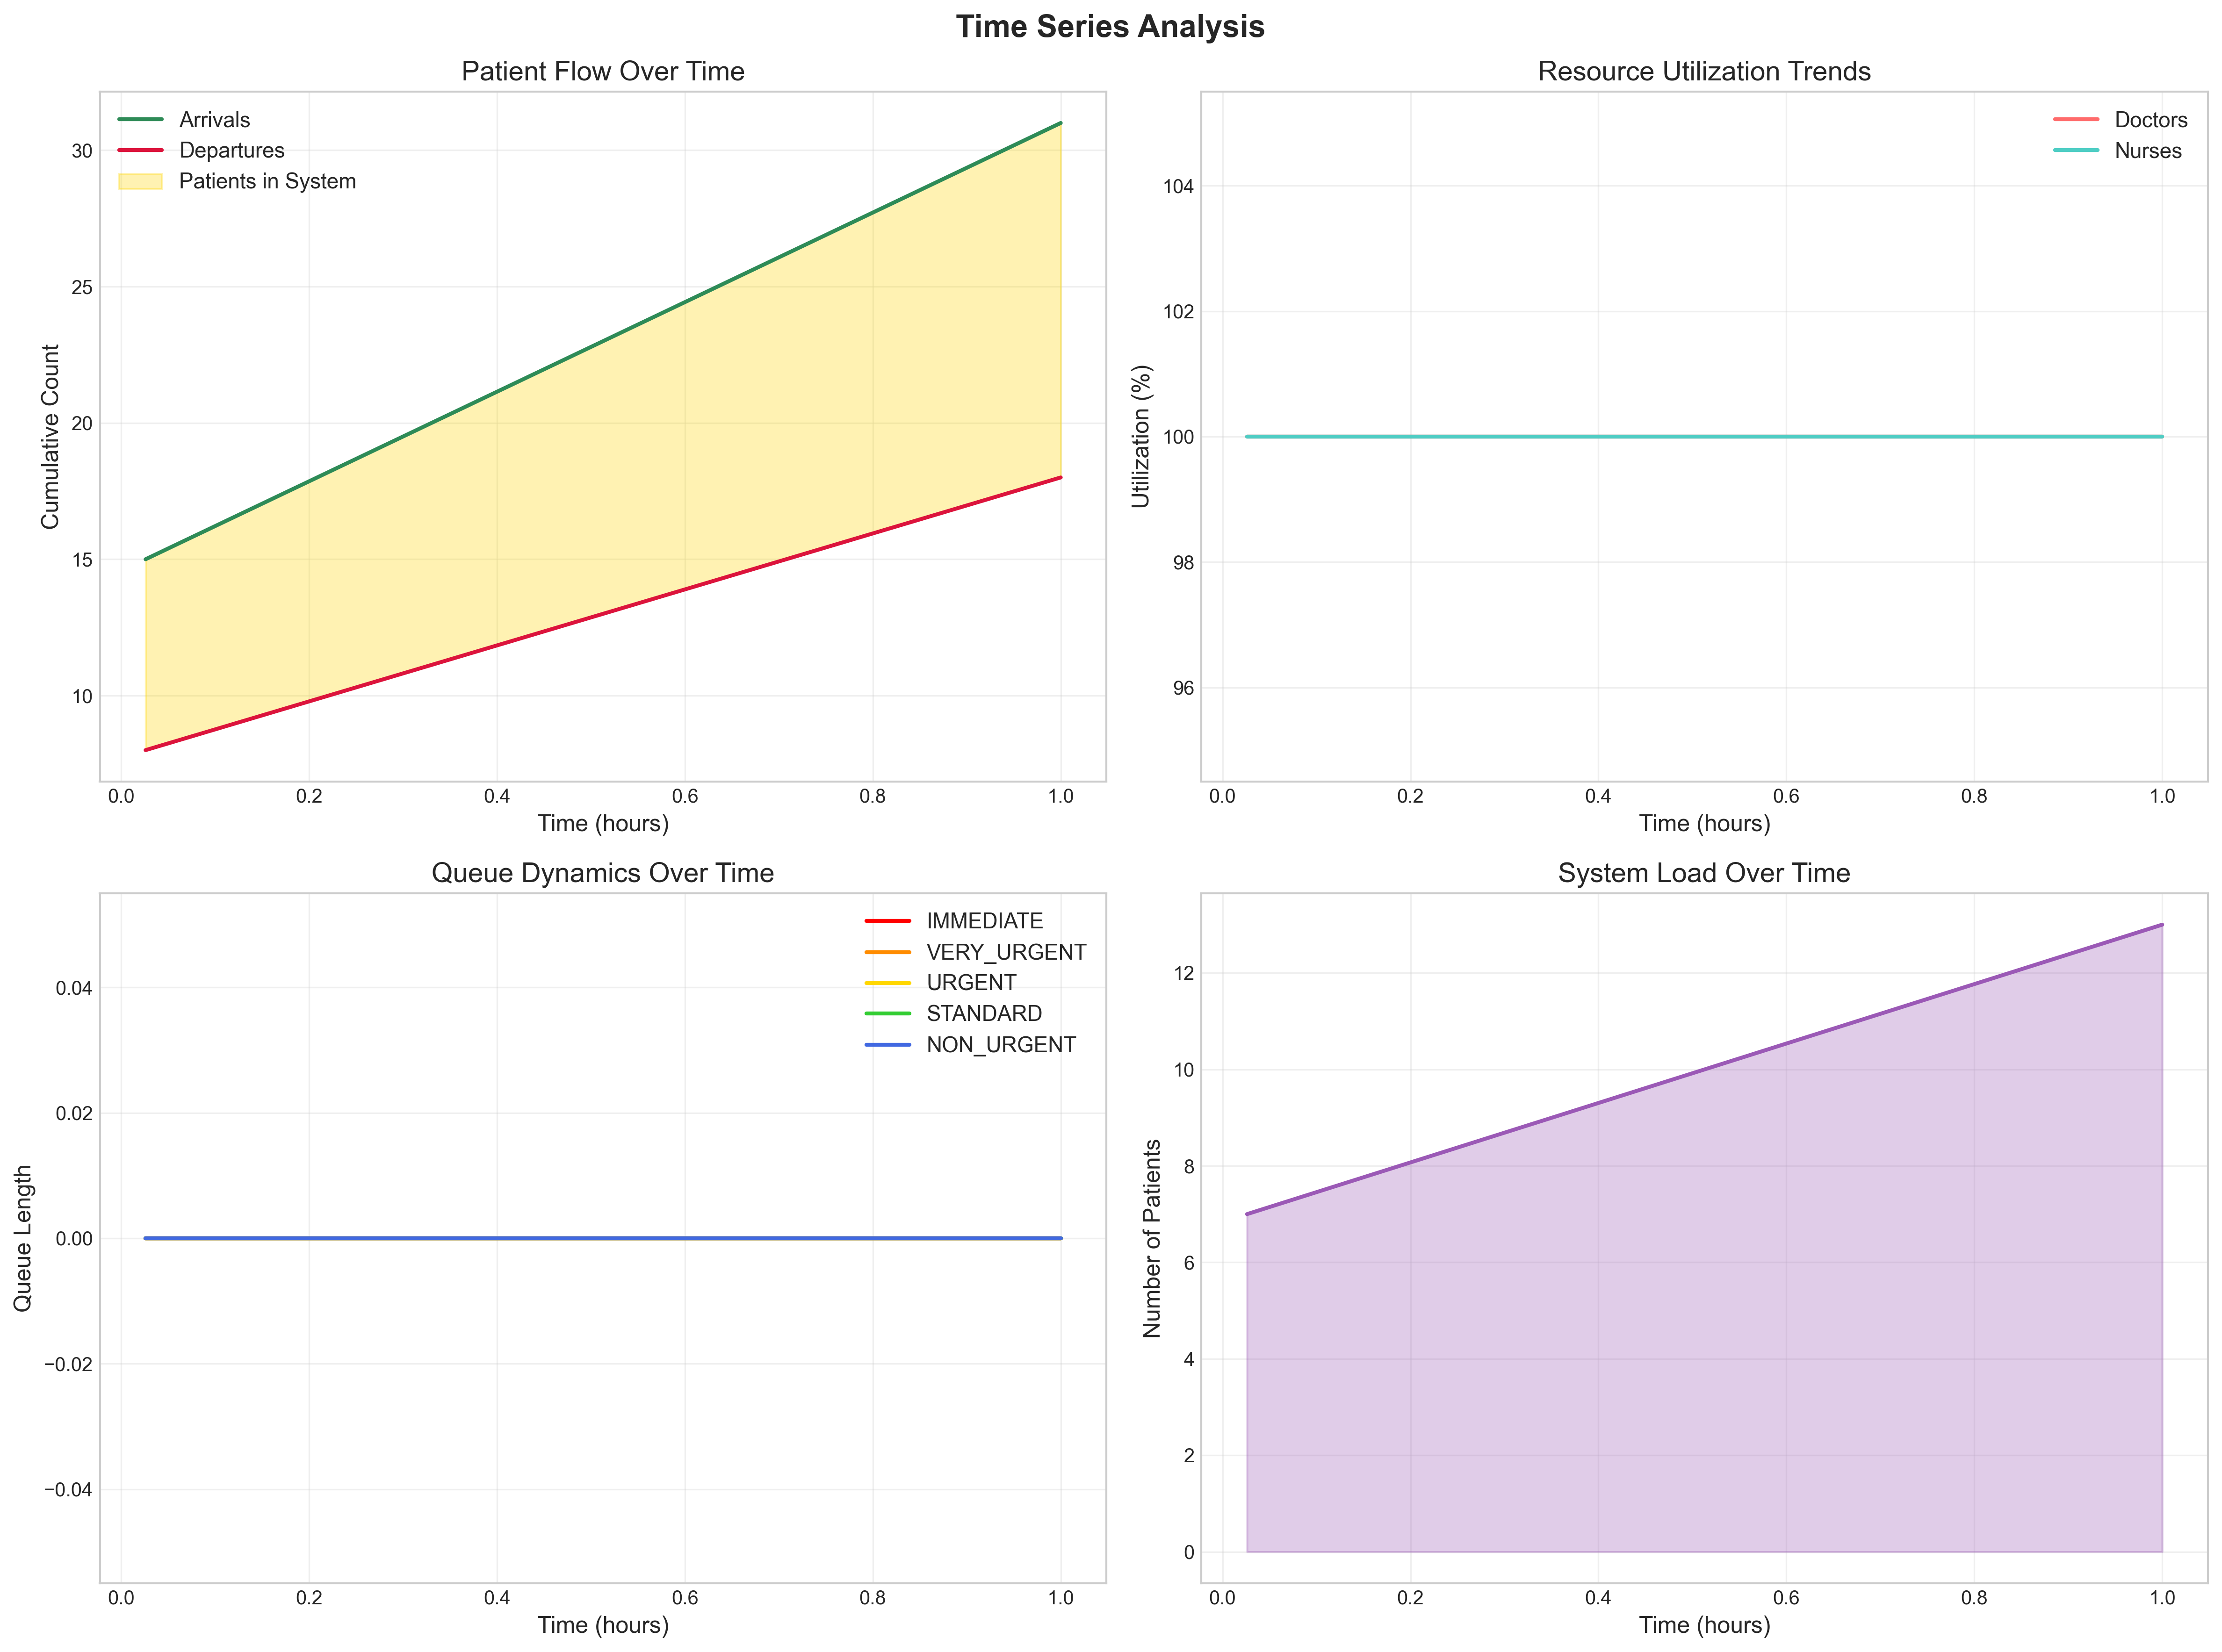 Time Series Analysis
Patient Flow Over Time
Arrivals
Departures
Patients in System
30
25
20
15
10
Cumulative Count
0.0 0.2 0.4 0.6 0.8 1.0
Time (hours)
Resource Utilization Trends
Doctors
Nurses
104
102
100
98
96
Utilization (%)
0.0 0.2 0.4 0.6 0.8 1.0
Time (hours)
Queue Dynamics Over Time
IMMEDIATE
VERY_URGENT
URGENT
STANDARD
NON_URGENT
0.04
0.02
0.00
−0.02
−0.04
Queue Length
0.0 0.2 0.4 0.6 0.8 1.0
Time (hours)
System Load Over Time
12
10
8
6
4
2
0
Number of Patients
0.0 0.2 0.4 0.6 0.8 1.0
Time (hours)